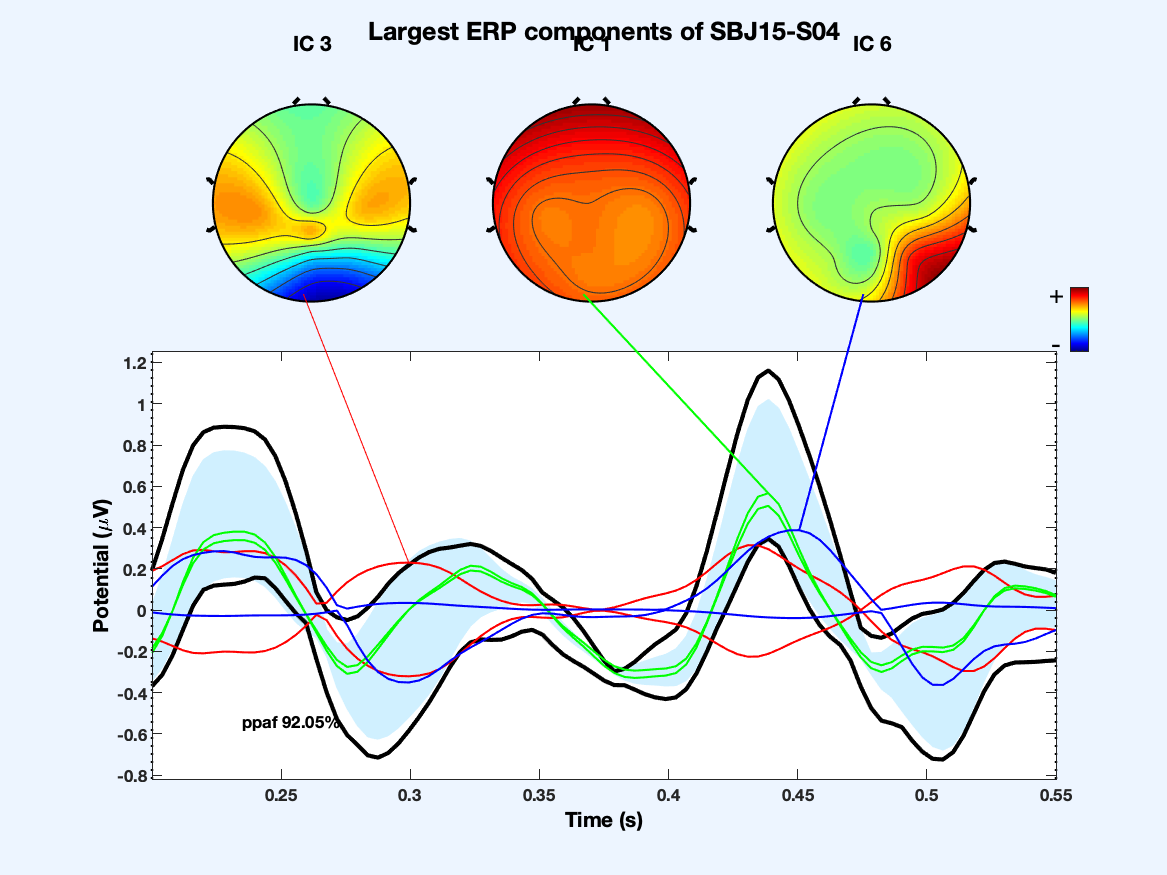 Largest ERP components of SBJ15-S04
IC 3
IC 1
IC 6
+
-
1.2
1
0.8
0.6
0.4
0.2
0
-0.2
-0.4
-0.6
-0.8
Potential (μV)
ppaf 92.05%
0.25
0.3
0.35
0.4
0.45
0.5
0.55
Time (s)